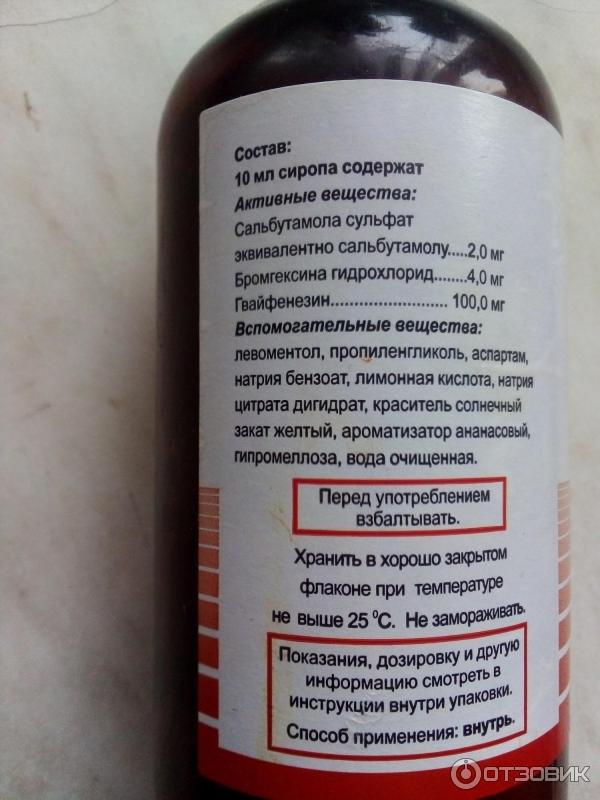 Состав:
10 мл сиропа содержат
Активные вещества:
Сальбутамола сульфат
эквивалентно сальбутамолу.....2,0 мг
Бромгексина гидрохлорид........4,0 мг
Гвайфенезин............................ 100,0 мг
Вспомогательные вещества:
левоментол, пропиленгликоль, аспартам,
натрия бензоат, лимонная кислота, натрия
цитрата дигидрат, краситель солнечный
закат желтый, ароматизатор ананасовый,
гипромеллоза, вода очищенная.
Перед употреблением
взбалтывать.
Хранить в хорошо закрытом
флаконе при температуре
не выше 25 °С. Не замораживать.
Показания, дозировку и другую
информацию смотреть в
инструкции внутри упаковки.
Способ применения: внутрь.
ОТЗОВИК